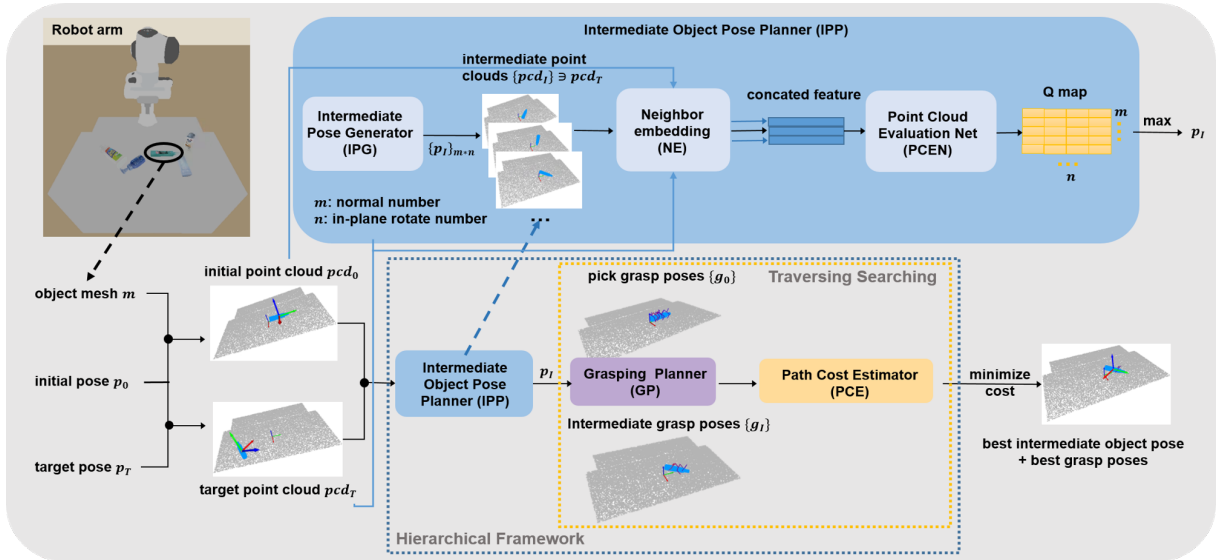 Robot arm
Intermediate Object Pose Planner (IPP)
intermediate point
clouds {pcd_I} ∋ pcd_T
Intermediate
Pose Generator
(IPG)
{p_I}_{m*n}
Neighbor
embedding
(NE)
concated feature
Point Cloud
Evaluation Net
(PCEN)
Q map
m
n
max
p_I
m: normal number
n: in-plane rotate number
...
initial point cloud pcd_0
object mesh m
initial pose p_0
target pose p_T
target point cloud pcd_T
Traversing Searching
pick grasp poses {g_0}
Intermediate
Object Pose
Planner (IPP)
p_I
Grasping Planner
(GP)
Path Cost Estimator
(PCE)
minimize
cost
Intermediate grasp poses {g_I}
best intermediate object pose
+ best grasp poses
Hierarchical Framework